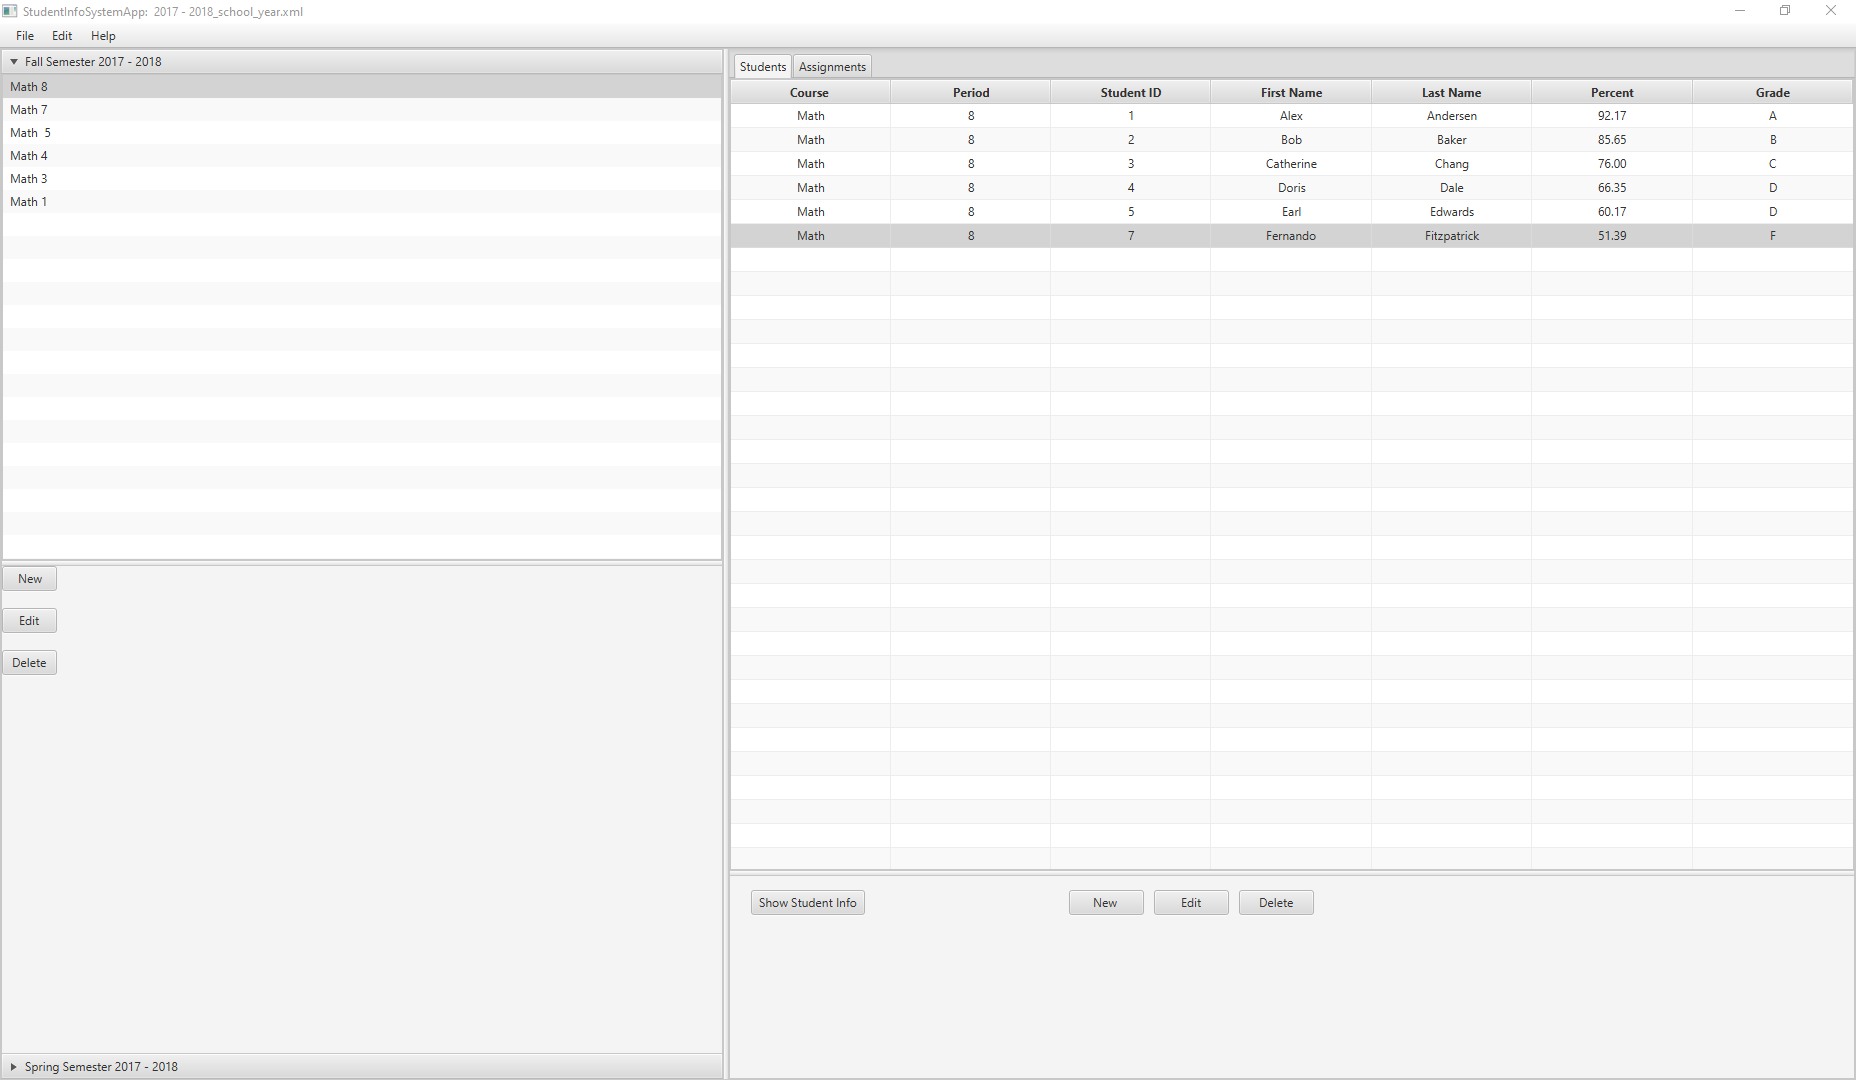 StudentInfoSystemApp:  2017 - 2018_school_year.xml
File Edit Help
Fall Semester 2017 - 2018
Math 8
Math 7
Math  5
Math 4
Math 3
Math 1
New
Edit
Delete
Spring Semester 2017 - 2018
Students Assignments
Course Period Student ID First Name Last Name Percent Grade
Math 8 1 Alex Andersen 92.17 A
Math 8 2 Bob Baker 85.65 B
Math 8 3 Catherine Chang 76.00 C
Math 8 4 Doris Dale 66.35 D
Math 8 5 Earl Edwards 60.17 D
Math 8 7 Fernando Fitzpatrick 51.39 F
Show Student Info New Edit Delete